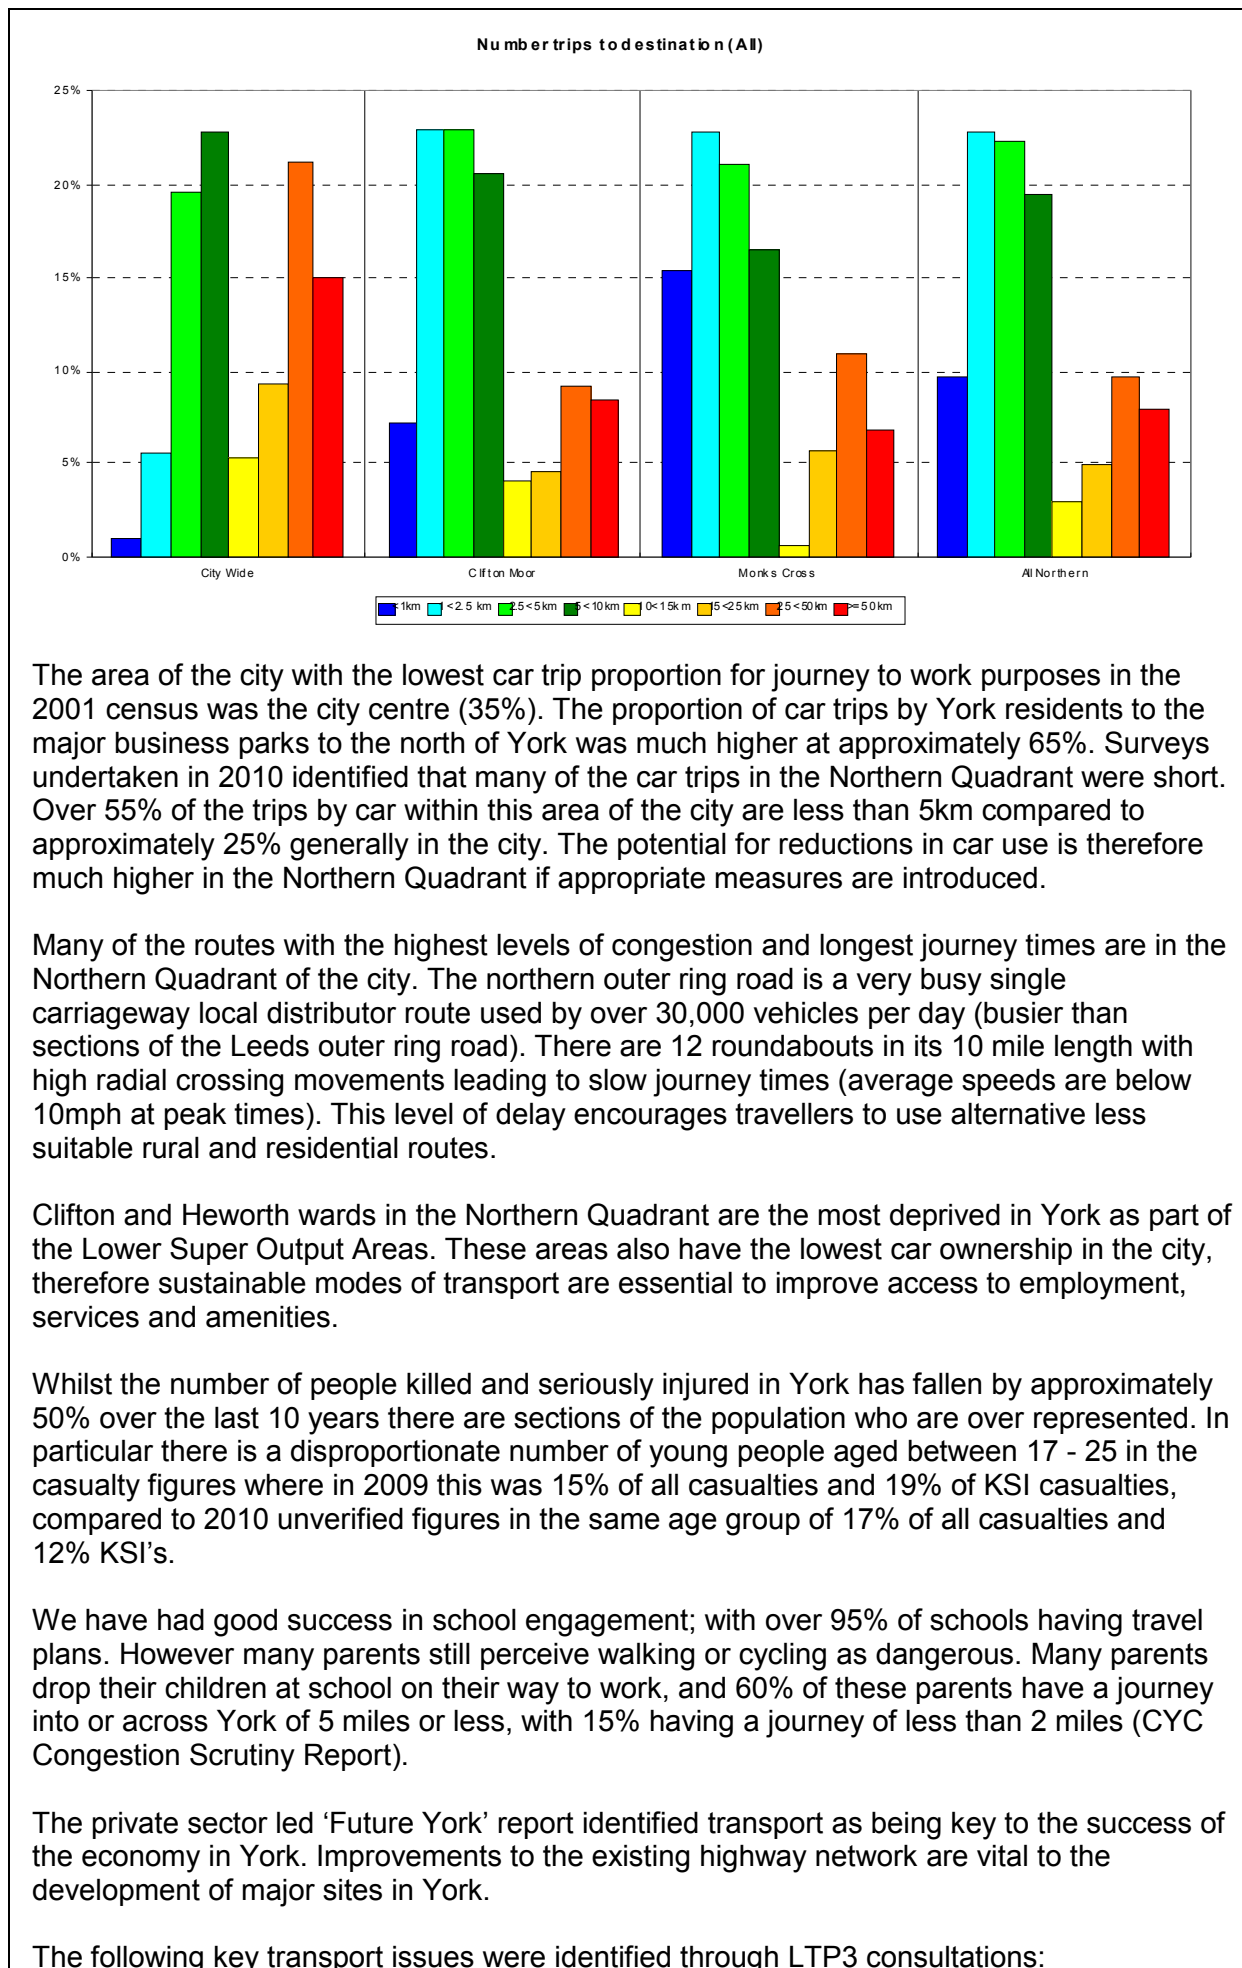 Number trips to destination (All)
25%
20%
15%
10%
5%
0%
City Wide
Clifton Moor
Monks Cross
All Northern
<1km 1<2.5 km 2.5<5km 5<10km 10<15km 15<25km 25<50km >=50km
The area of the city with the lowest car trip proportion for journey to work purposes in the
2001 census was the city centre (35%). The proportion of car trips by York residents to the
major business parks to the north of York was much higher at approximately 65%. Surveys
undertaken in 2010 identified that many of the car trips in the Northern Quadrant were short.
Over 55% of the trips by car within this area of the city are less than 5km compared to
approximately 25% generally in the city. The potential for reductions in car use is therefore
much higher in the Northern Quadrant if appropriate measures are introduced.
Many of the routes with the highest levels of congestion and longest journey times are in the
Northern Quadrant of the city. The northern outer ring road is a very busy single
carriageway local distributor route used by over 30,000 vehicles per day (busier than
sections of the Leeds outer ring road). There are 12 roundabouts in its 10 mile length with
high radial crossing movements leading to slow journey times (average speeds are below
10mph at peak times). This level of delay encourages travellers to use alternative less
suitable rural and residential routes.
Clifton and Heworth wards in the Northern Quadrant are the most deprived in York as part of
the Lower Super Output Areas. These areas also have the lowest car ownership in the city,
therefore sustainable modes of transport are essential to improve access to employment,
services and amenities.
Whilst the number of people killed and seriously injured in York has fallen by approximately
50% over the last 10 years there are sections of the population who are over represented. In
particular there is a disproportionate number of young people aged between 17 - 25 in the
casualty figures where in 2009 this was 15% of all casualties and 19% of KSI casualties,
compared to 2010 unverified figures in the same age group of 17% of all casualties and
12% KSI’s.
We have had good success in school engagement; with over 95% of schools having travel
plans. However many parents still perceive walking or cycling as dangerous. Many parents
drop their children at school on their way to work, and 60% of these parents have a journey
into or across York of 5 miles or less, with 15% having a journey of less than 2 miles (CYC
Congestion Scrutiny Report).
The private sector led ‘Future York’ report identified transport as being key to the success of
the economy in York. Improvements to the existing highway network are vital to the
development of major sites in York.
The following key transport issues were identified through LTP3 consultations: